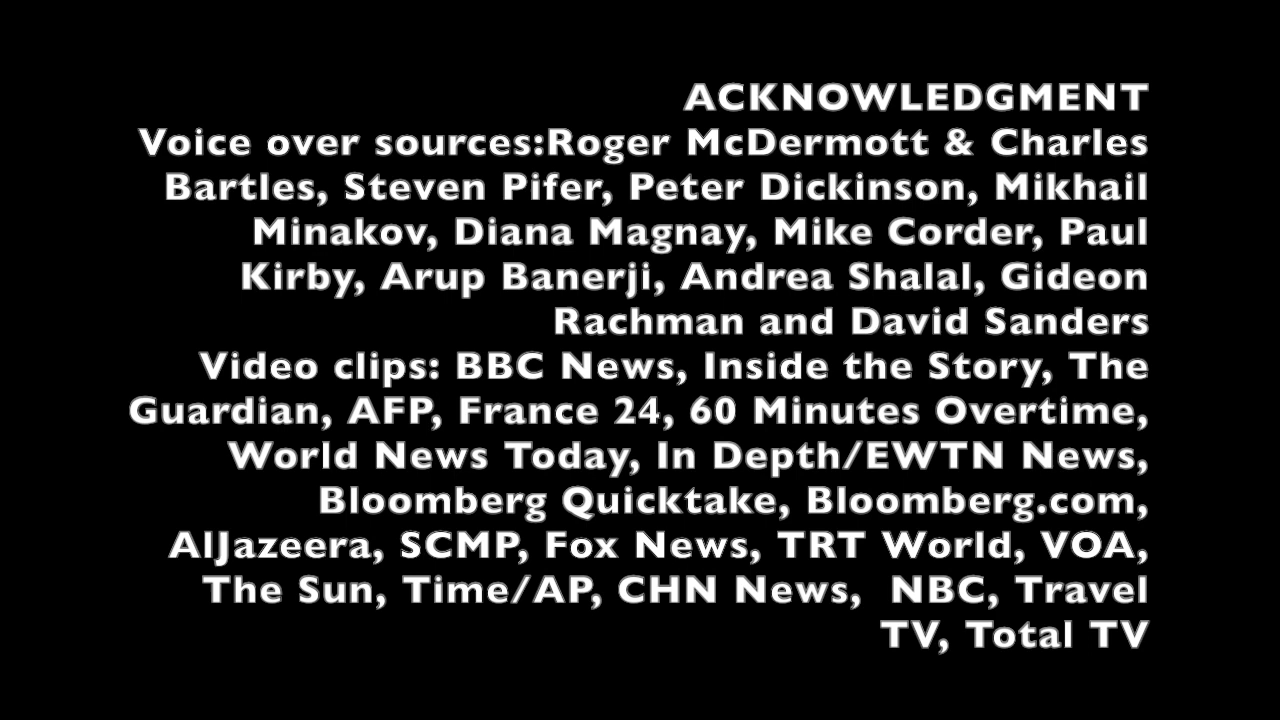 ACKNOWLEDGMENT
Voice over sources:Roger McDermott & Charles
Bartles, Steven Pifer, Peter Dickinson, Mikhail
Minakov, Diana Magnay, Mike Corder, Paul
Kirby, Arup Banerji, Andrea Shalal, Gideon
Rachman and David Sanders
Video clips: BBC News, Inside the Story, The
Guardian, AFP, France 24, 60 Minutes Overtime,
World News Today, In Depth/EWTN News,
Bloomberg Quicktake, Bloomberg.com,
AlJazeera, SCMP, Fox News, TRT World, VOA,
The Sun, Time/AP, CHN News,  NBC, Travel
TV, Total TV